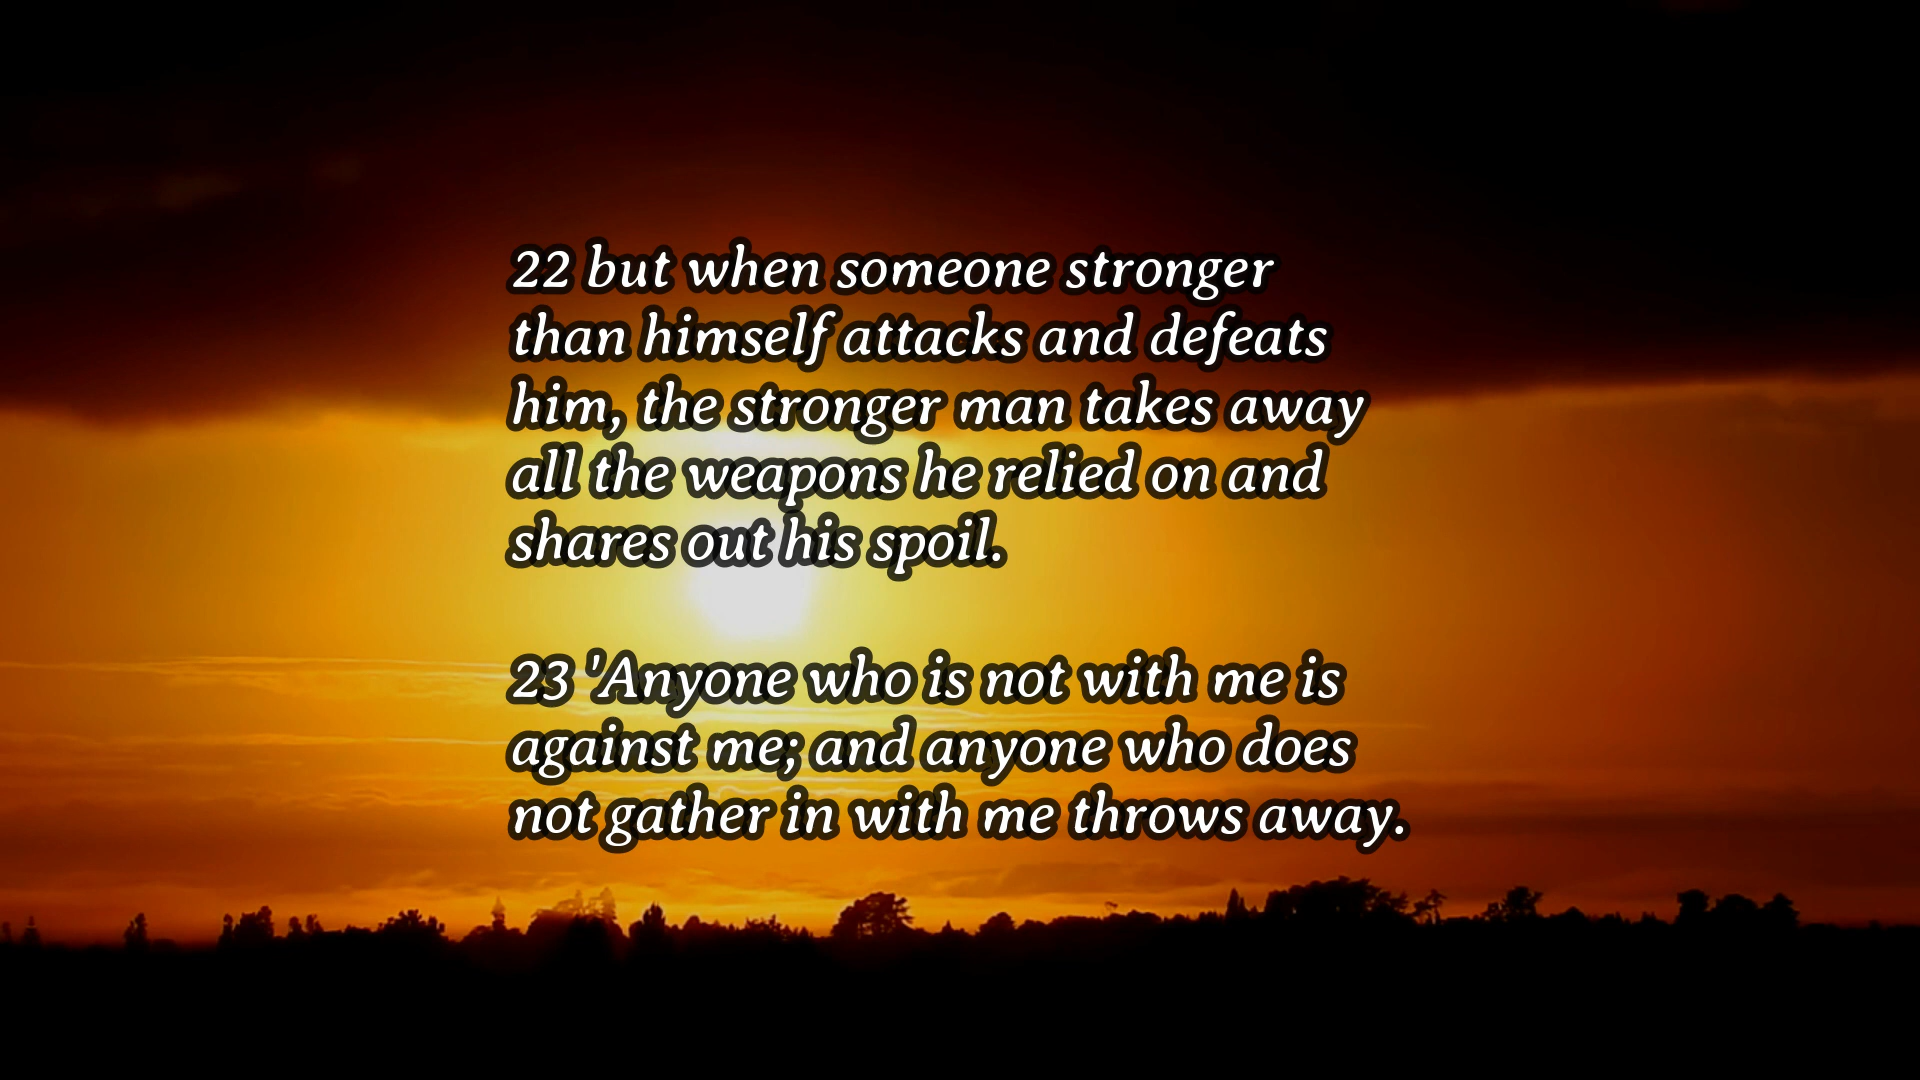 22 but when someone stronger
than himself attacks and defeats
him, the stronger man takes away
all the weapons he relied on and
shares out his spoil.
23 'Anyone who is not with me is
against me; and anyone who does
not gather in with me throws away.